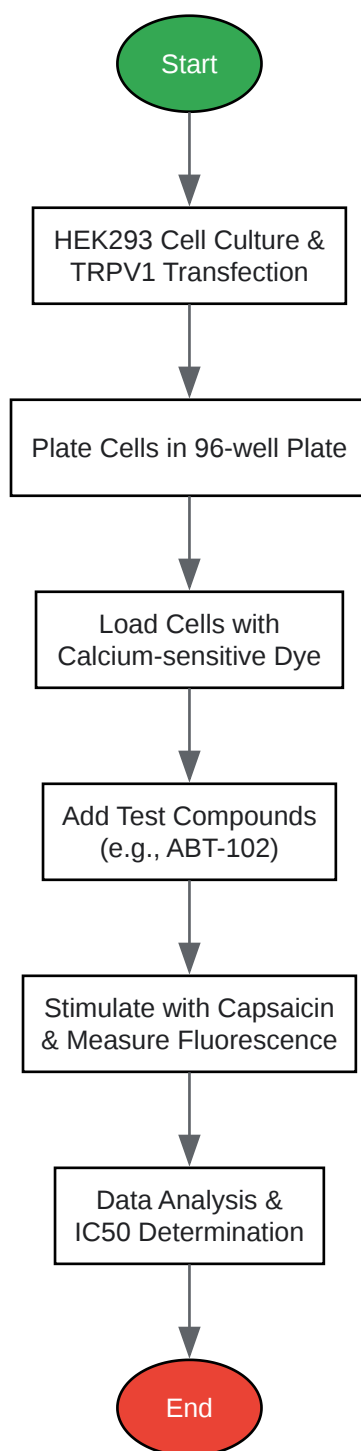 Start
HEK293 Cell Culture &
TRPV1 Transfection
Plate Cells in 96-well Plate
Load Cells with
Calcium-sensitive Dye
Add Test Compounds
(e.g., ABT-102)
Stimulate with Capsaicin
& Measure Fluorescence
Data Analysis &
IC50 Determination
End